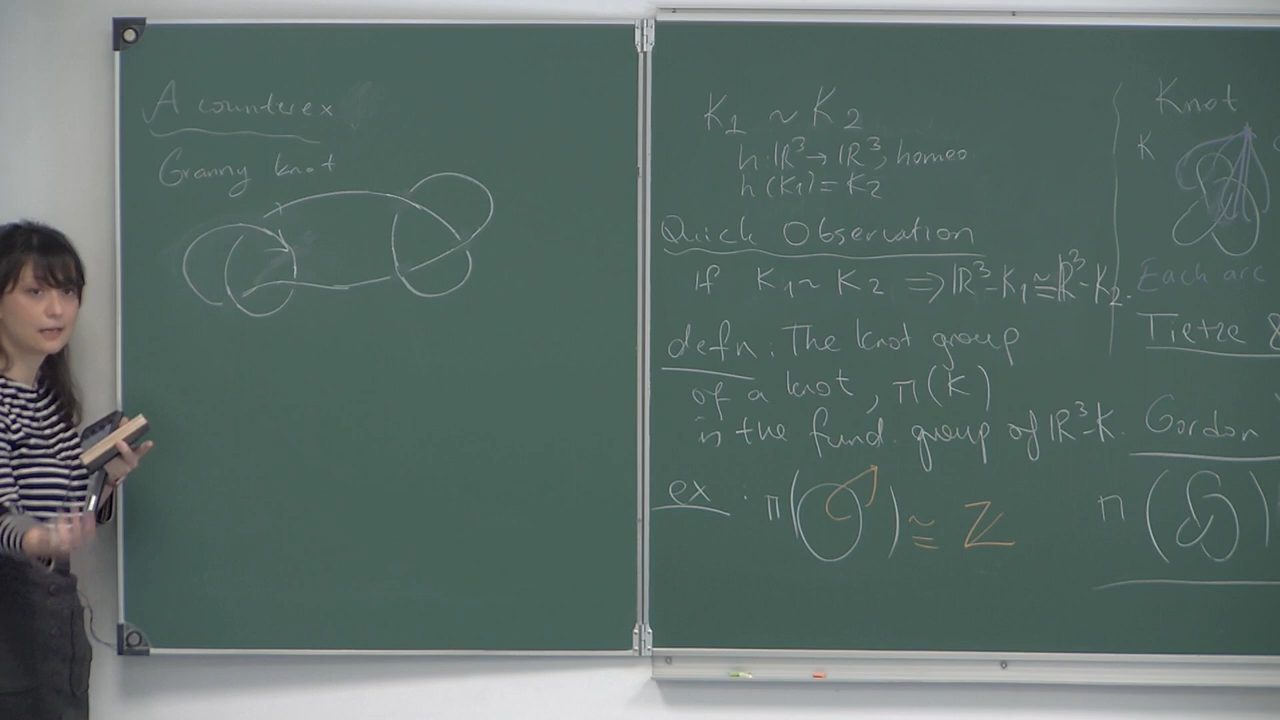 A counterex
Granny knot
K₁ ~ K₂
h: ℝ³ → ℝ³, homeo
h(K₁) = K₂
Quick Observation
If K₁ ~ K₂ ⇒ ℝ³-K₁ ≅ ℝ³-K₂.
defn: The knot group
of a knot, π(K)
is the fund. group of ℝ³-K.
ex. π( ) ≅ ℤ
Knot
K
Each arc
Tietze &
Gordon
π( )